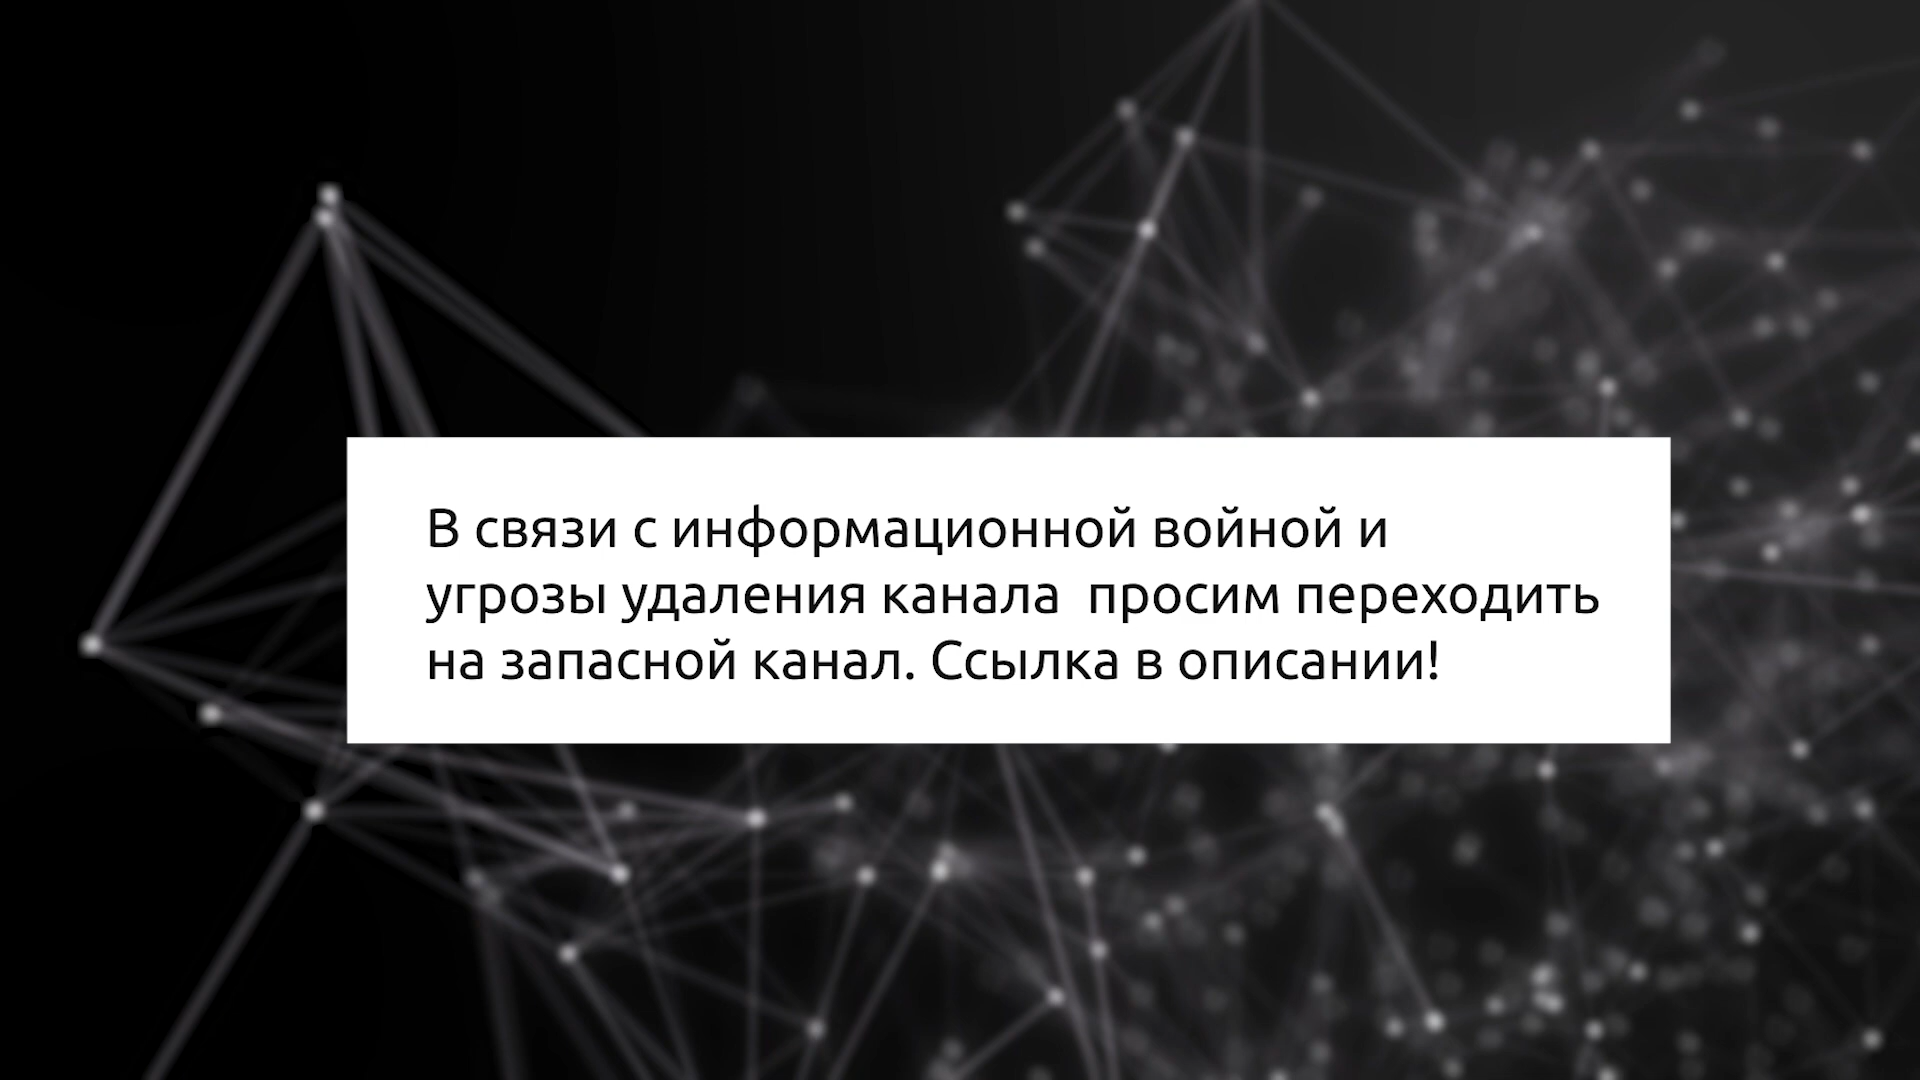 В связи с информационной войной и
угрозы удаления канала  просим переходить
на запасной канал. Ссылка в описании!